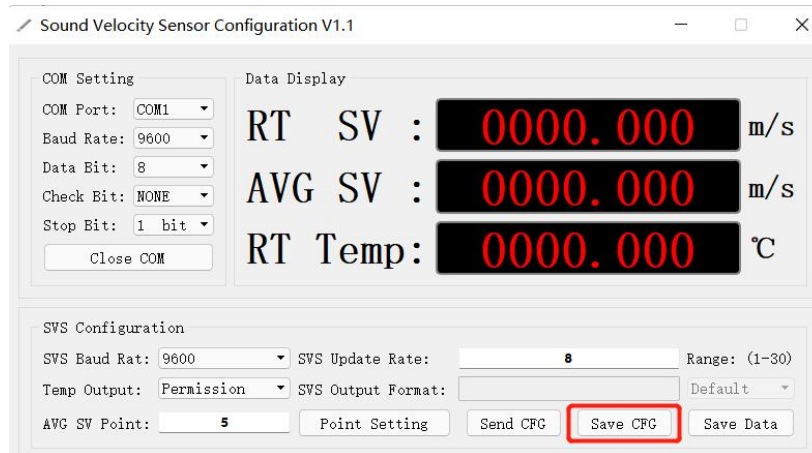 Sound Velocity Sensor Configuration V1.1
COM Setting
COM Port: COM1
Baud Rate: 9600
Data Bit: 8
Check Bit: NONE
Stop Bit: 1 bit
Close COM
Data Display
RT SV : 0000.000 m/s
AVG SV : 0000.000 m/s
RT Temp: 0000.000 ℃
SVS Configuration
SVS Baud Rat: 9600 SVS Update Rate: 8 Range: (1-30)
Temp Output: Permission SVS Output Format: Default
AVG SV Point: 5 Point Setting Send CFG Save CFG Save Data